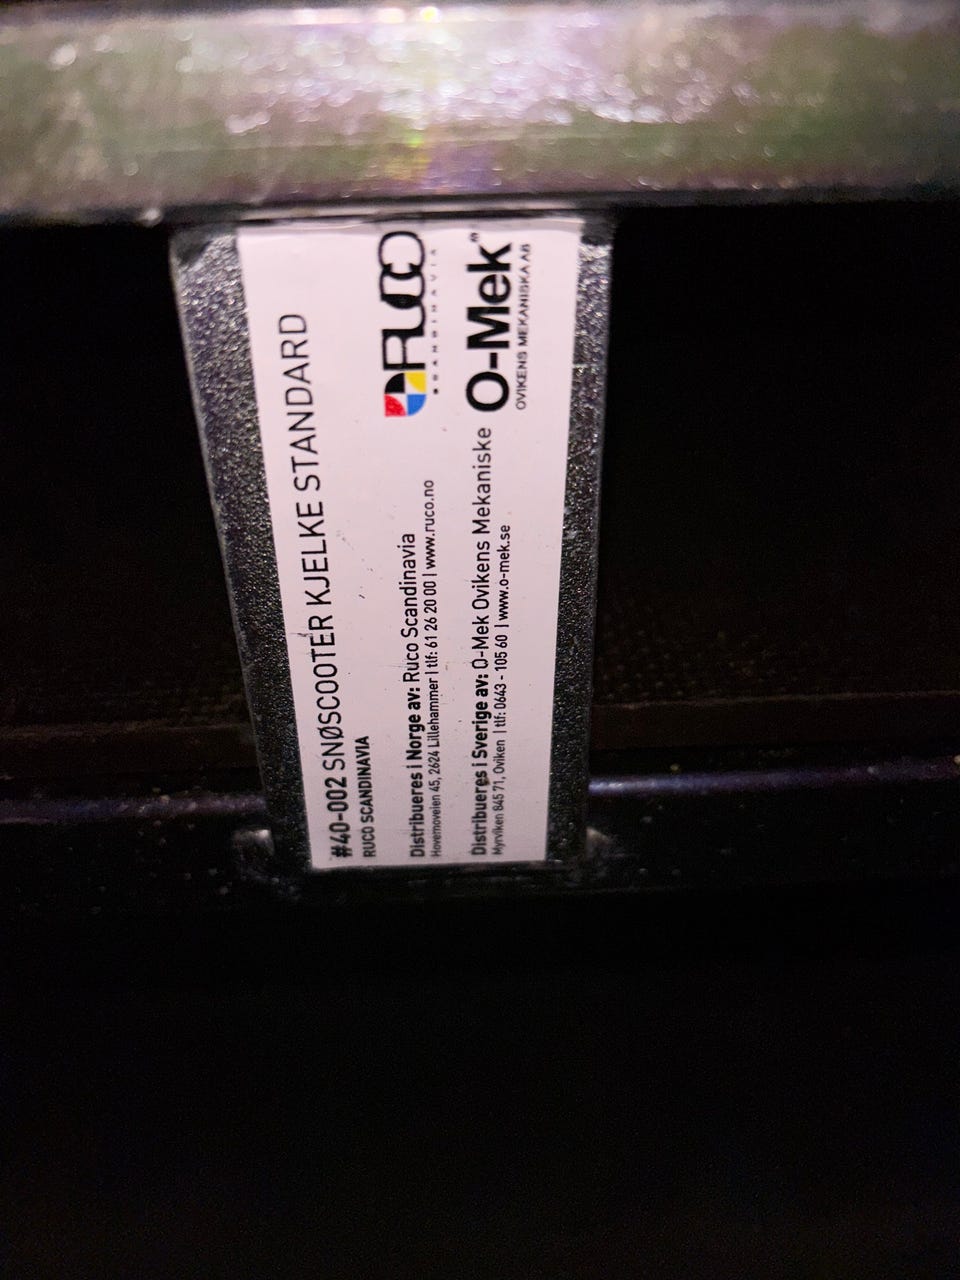 #40-002 SNØSCOOTER KJELKE STANDARD
RUCO SCANDINAVIA
Distribueres i Norge av: Ruco Scandinavia
Hovemoveien 45, 2624 Lillehammer | tlf: 61 26 20 00 | www.ruco.no
RUCO
SCANDINAVIA
Distribueres i Sverige av: O-Mek Ovikens Mekaniske
Myrviken 845 71, Oviken | tlf: 0643 - 105 60 | www.o-mek.se
O-Mek®
OVIKENS MEKANISKA AB